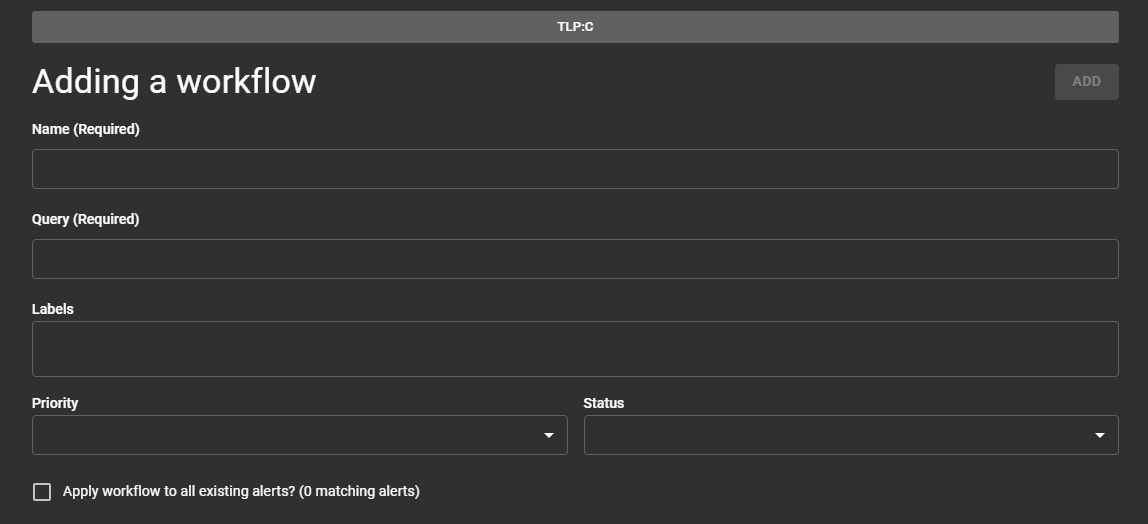 TLP:C
Adding a workflow
ADD
Name (Required)
Query (Required)
Labels
Priority
Status
Apply workflow to all existing alerts? (0 matching alerts)